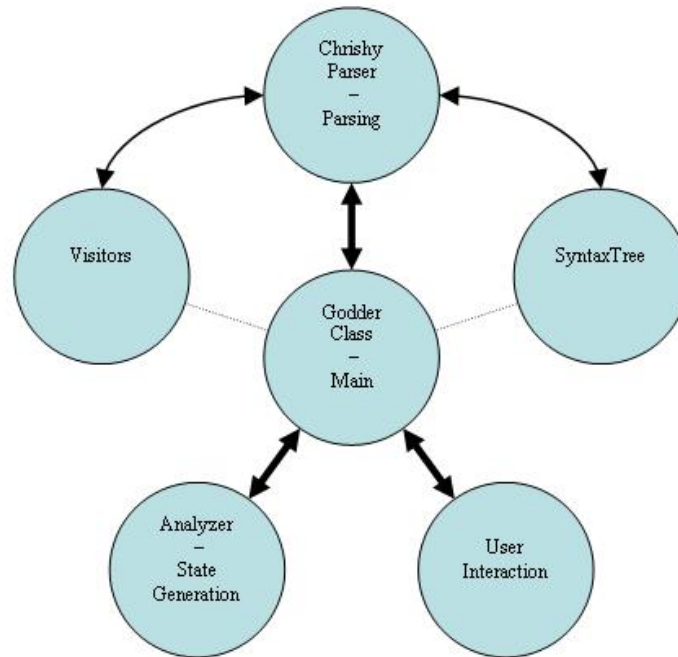 Chrishy
Parser
–
Parsing
Visitors
SyntaxTree
Godder
Class
–
Main
Analyzer
–
State
Generation
User
Interaction